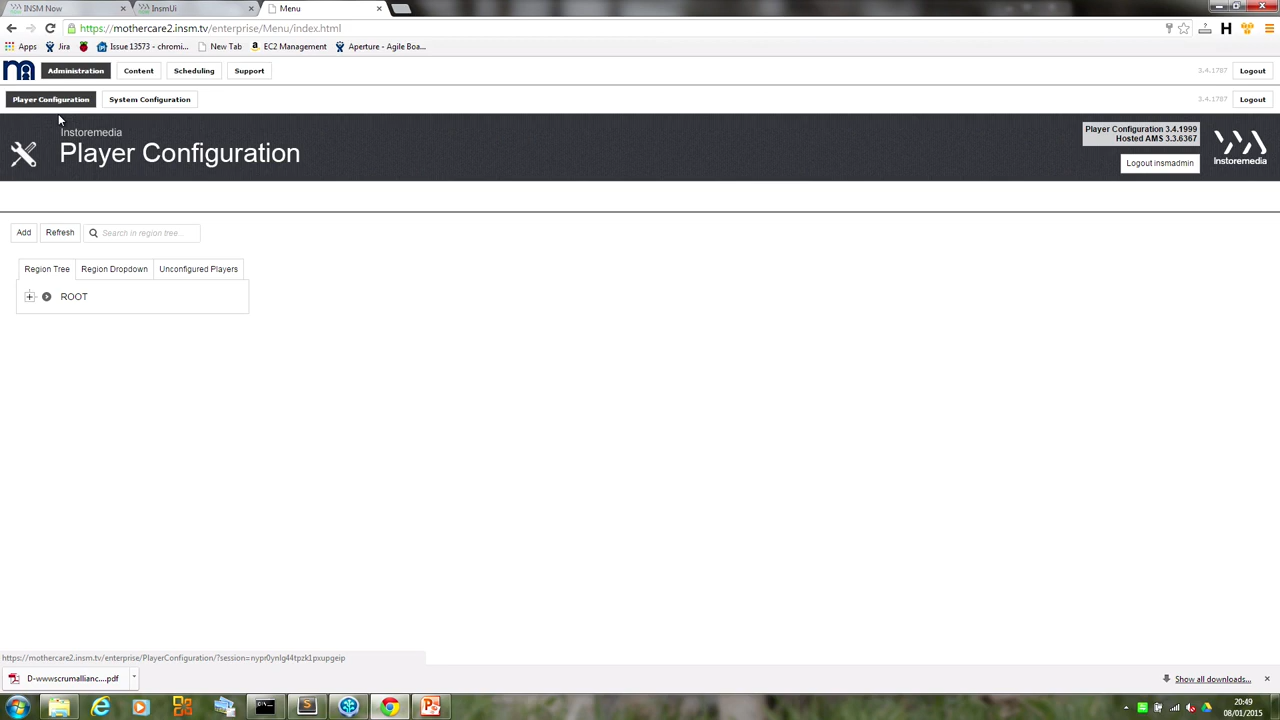 INSM Now
InsmUi
Menu
https://mothercare2.insm.tv/enterprise/Menu/index.html
Apps
Jira
Issue 13573 - chromi...
New Tab
EC2 Management
Aperture - Agile Boa...
Administration
Content
Scheduling
Support
3.4.1787
Logout
Player Configuration
System Configuration
3.4.1787
Logout
Instoremedia
Player Configuration
Player Configuration 3.4.1999
Hosted AMS 3.3.6367
Logout insmadmin
Instoremedia
Add
Refresh
Search in region tree...
Region Tree
Region Dropdown
Unconfigured Players
ROOT
https://mothercare2.insm.tv/enterprise/PlayerConfiguration/?session=nypr0ynlg44tpzk1pxupgeip
D-wwwscrumallianc....pdf
Show all downloads...
20:49
08/01/2015